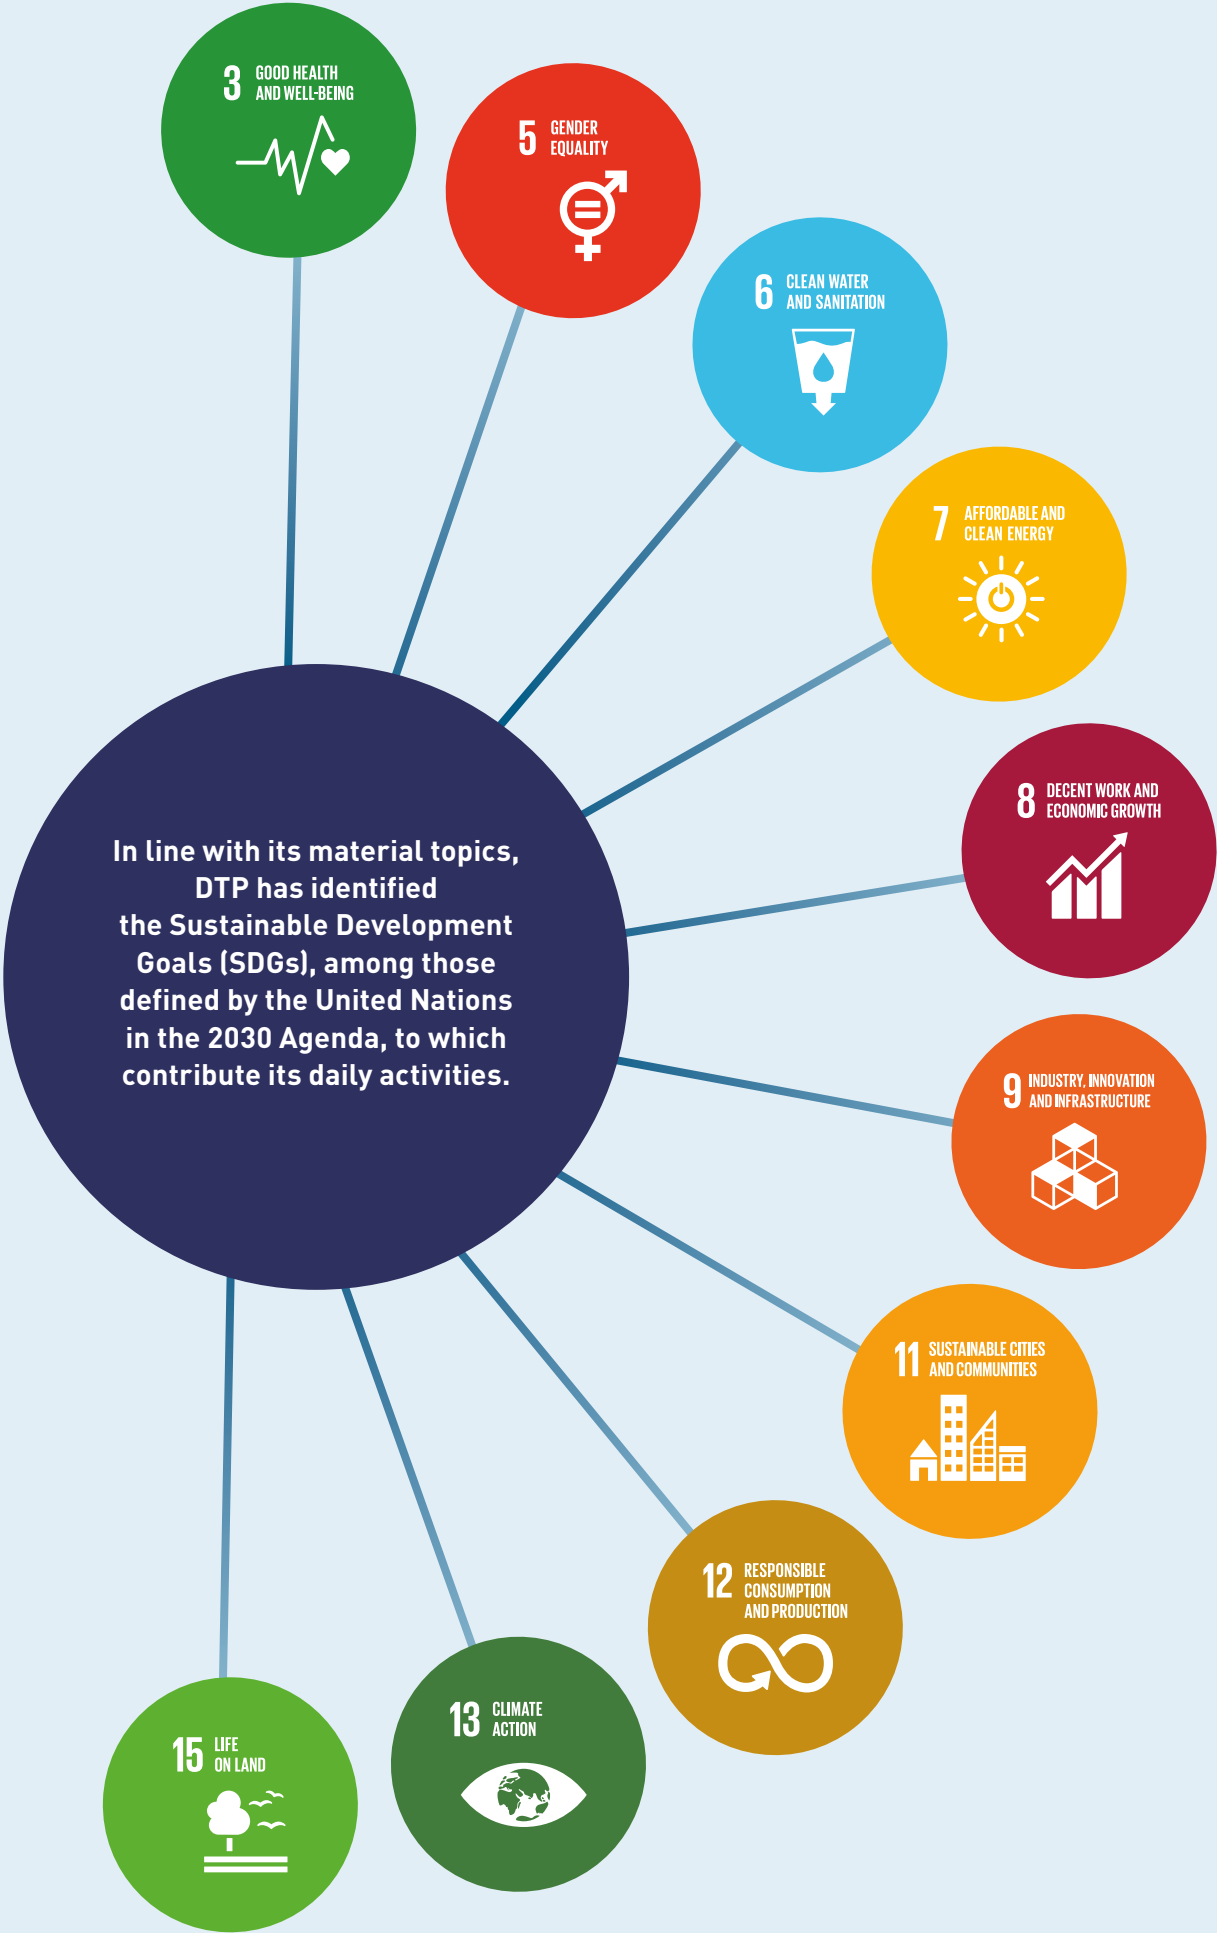 3 GOOD HEALTH
AND WELL-BEING
5 GENDER
EQUALITY
6 CLEAN WATER
AND SANITATION
7 AFFORDABLE AND
CLEAN ENERGY
8 DECENT WORK AND
ECONOMIC GROWTH
In line with its material topics,
DTP has identified
the Sustainable Development
Goals (SDGs), among those
defined by the United Nations
in the 2030 Agenda, to which
contribute its daily activities.
9 INDUSTRY, INNOVATION
AND INFRASTRUCTURE
11 SUSTAINABLE CITIES
AND COMMUNITIES
12 RESPONSIBLE
CONSUMPTION
AND PRODUCTION
13 CLIMATE
ACTION
15 LIFE
ON LAND